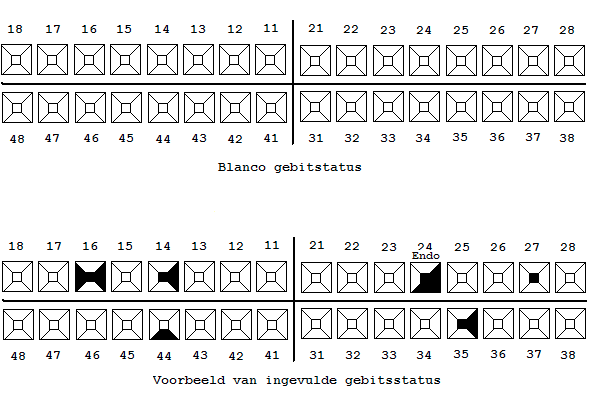 18 17 16 15 14 13 12 11 21 22 23 24 25 26 27 28
48 47 46 45 44 43 42 41 31 32 33 34 35 36 37 38
Blanco gebitstatus
18 17 16 15 14 13 12 11 21 22 23 24 25 26 27 28
Endo
48 47 46 45 44 43 42 41 31 32 33 34 35 36 37 38
Voorbeeld van ingevulde gebitsstatus